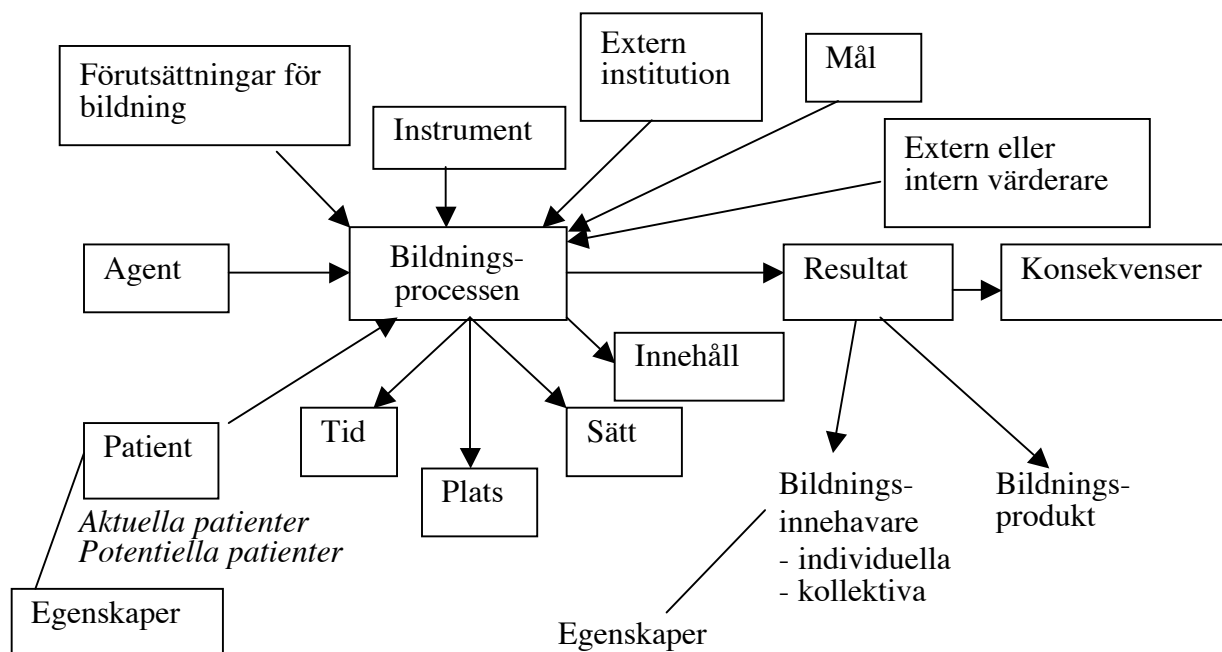 Extern
institution
Mål
Förutsättningar för
bildning
Instrument
Extern eller
intern värderare
Agent
Bildnings-
processen
Resultat
Konsekvenser
Innehåll
Patient
Aktuella patienter
Potentiella patienter
Tid
Sätt
Plats
Bildnings-
innehavare
- individuella
- kollektiva
Bildnings-
produkt
Egenskaper
Egenskaper